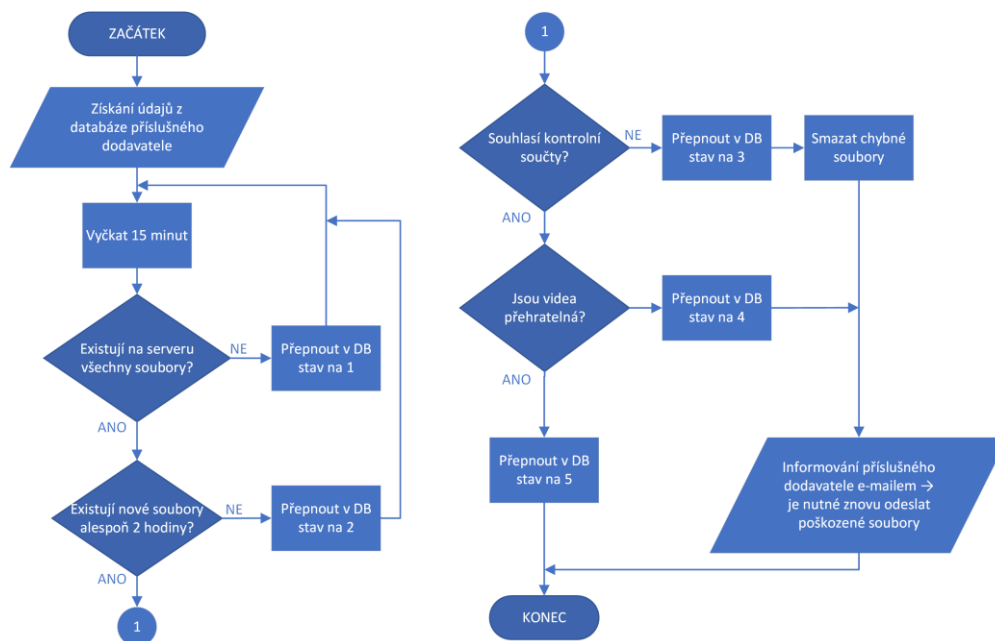 ZAČÁTEK
Získání údajů z
databáze příslušného
dodavatele
Vyčkat 15 minut
Existují na serveru
všechny soubory?
NE
Přepnout v DB
stav na 1
ANO
Existují nové soubory
alespoň 2 hodiny?
NE
Přepnout v DB
stav na 2
ANO
1
1
Souhlasí kontrolní
součty?
NE
Přepnout v DB
stav na 3
Smazat chybné
soubory
ANO
Jsou videa
přehratelná?
Přepnout v DB
stav na 4
ANO
Přepnout v DB
stav na 5
Informování příslušného
dodavatele e-mailem →
je nutné znovu odeslat
poškozené soubory
KONEC